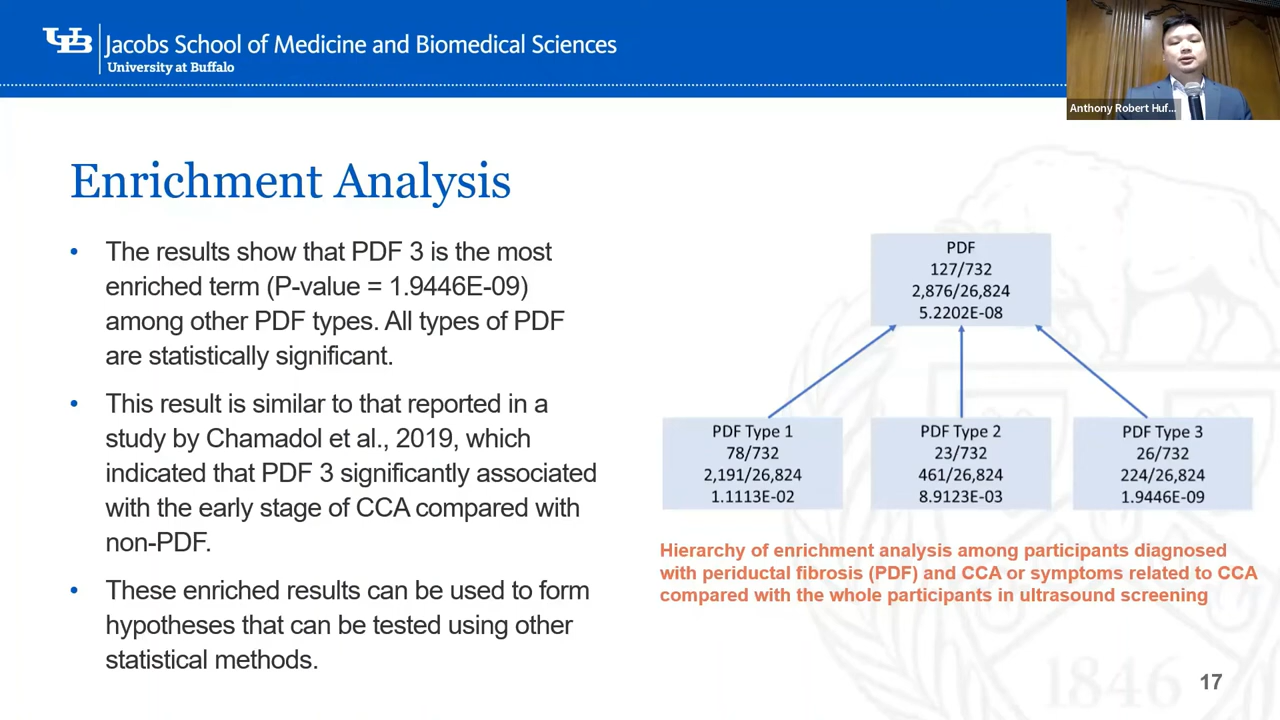 UB Jacobs School of Medicine and Biomedical Sciences
University at Buffalo
Anthony Robert Huf...
Enrichment Analysis
• The results show that PDF 3 is the most
enriched term (P-value = 1.9446E-09)
among other PDF types. All types of PDF
are statistically significant.
• This result is similar to that reported in a
study by Chamadol et al., 2019, which
indicated that PDF 3 significantly associated
with the early stage of CCA compared with
non-PDF.
• These enriched results can be used to form
hypotheses that can be tested using other
statistical methods.
PDF
127/732
2,876/26,824
5.2202E-08
PDF Type 1
78/732
2,191/26,824
1.1113E-02
PDF Type 2
23/732
461/26,824
8.9123E-03
PDF Type 3
26/732
224/26,824
1.9446E-09
Hierarchy of enrichment analysis among participants diagnosed
with periductal fibrosis (PDF) and CCA or symptoms related to CCA
compared with the whole participants in ultrasound screening
1846
17